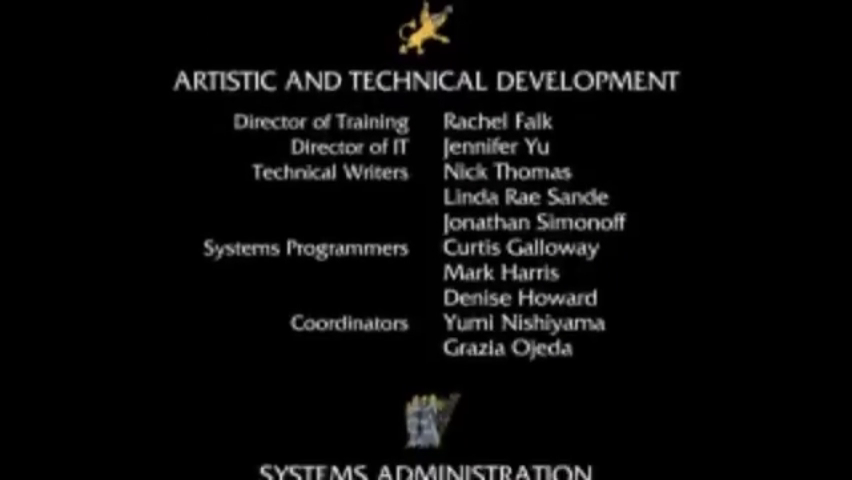 ARTISTIC AND TECHNICAL DEVELOPMENT
Director of Training Rachel Falk
Director of IT Jennifer Yu
Technical Writers Nick Thomas
Linda Rae Sande
Jonathan Simonoff
Systems Programmers Curtis Galloway
Mark Harris
Denise Howard
Coordinators Yumi Nishiyama
Grazia Ojeda
SYSTEMS ADMINISTRATION